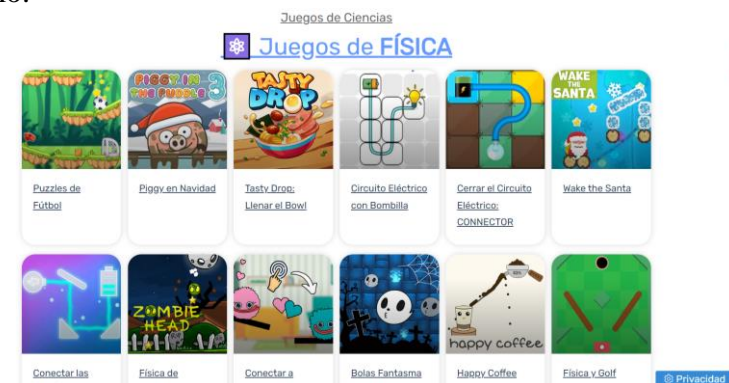 Juegos de Ciencias
Juegos de FÍSICA
PIGGY IN
THE PUDDLE 3
TASTY
DROP
WAKE
THE
SANTA
Puzzles de
Fútbol
Piggy en Navidad
Tasty Drop:
Llenar el Bowl
Circuito Eléctrico
con Bombilla
Cerrar el Circuito
Eléctrico:
CONNECTOR
Wake the Santa
ZOMBIE
HEAD
happy coffee
Conectar las
Física de
Conectar a
Bolas Fantasma
Happy Coffee
Física y Golf
Privacidad